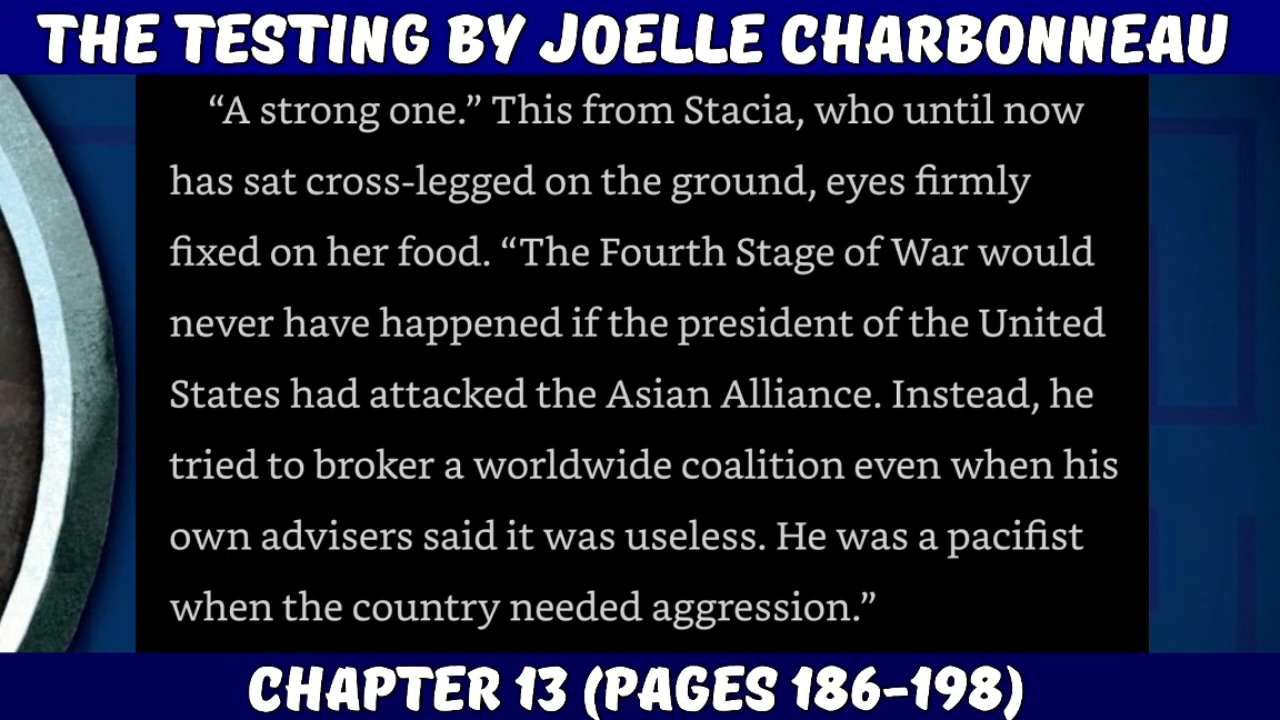 THE TESTING BY JOELLE CHARBONNEAU
“A strong one.” This from Stacia, who until now
has sat cross-legged on the ground, eyes firmly
fixed on her food. “The Fourth Stage of War would
never have happened if the president of the United
States had attacked the Asian Alliance. Instead, he
tried to broker a worldwide coalition even when his
own advisers said it was useless. He was a pacifist
when the country needed aggression.”
CHAPTER 13 (PAGES 186-198)